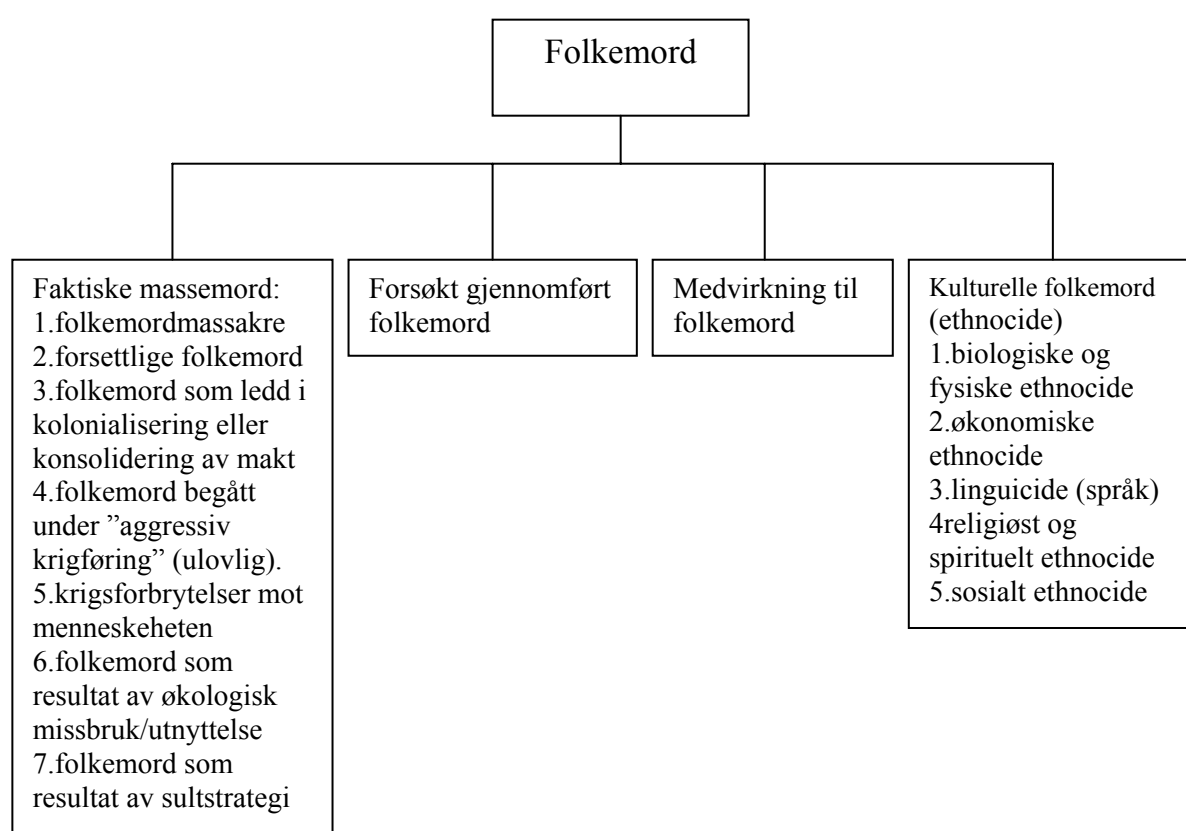 Folkemord
Faktiske massemord:
1.folkemordmassakre
2.forsettlige folkemord
3.folkemord som ledd i
kolonialisering eller
konsolidering av makt
4.folkemord begått
under ”aggressiv
krigføring” (ulovlig).
5.krigsforbrytelser mot
menneskeheten
6.folkemord som
resultat av økologisk
missbruk/utnyttelse
7.folkemord som
resultat av sultstrategi
Forsøkt gjennomført
folkemord
Medvirkning til
folkemord
Kulturelle folkemord
(ethnocide)
1.biologiske og
fysiske ethnocide
2.økonomiske
ethnocide
3.linguicide (språk)
4religiøst og
spirituelt ethnocide
5.sosialt ethnocide